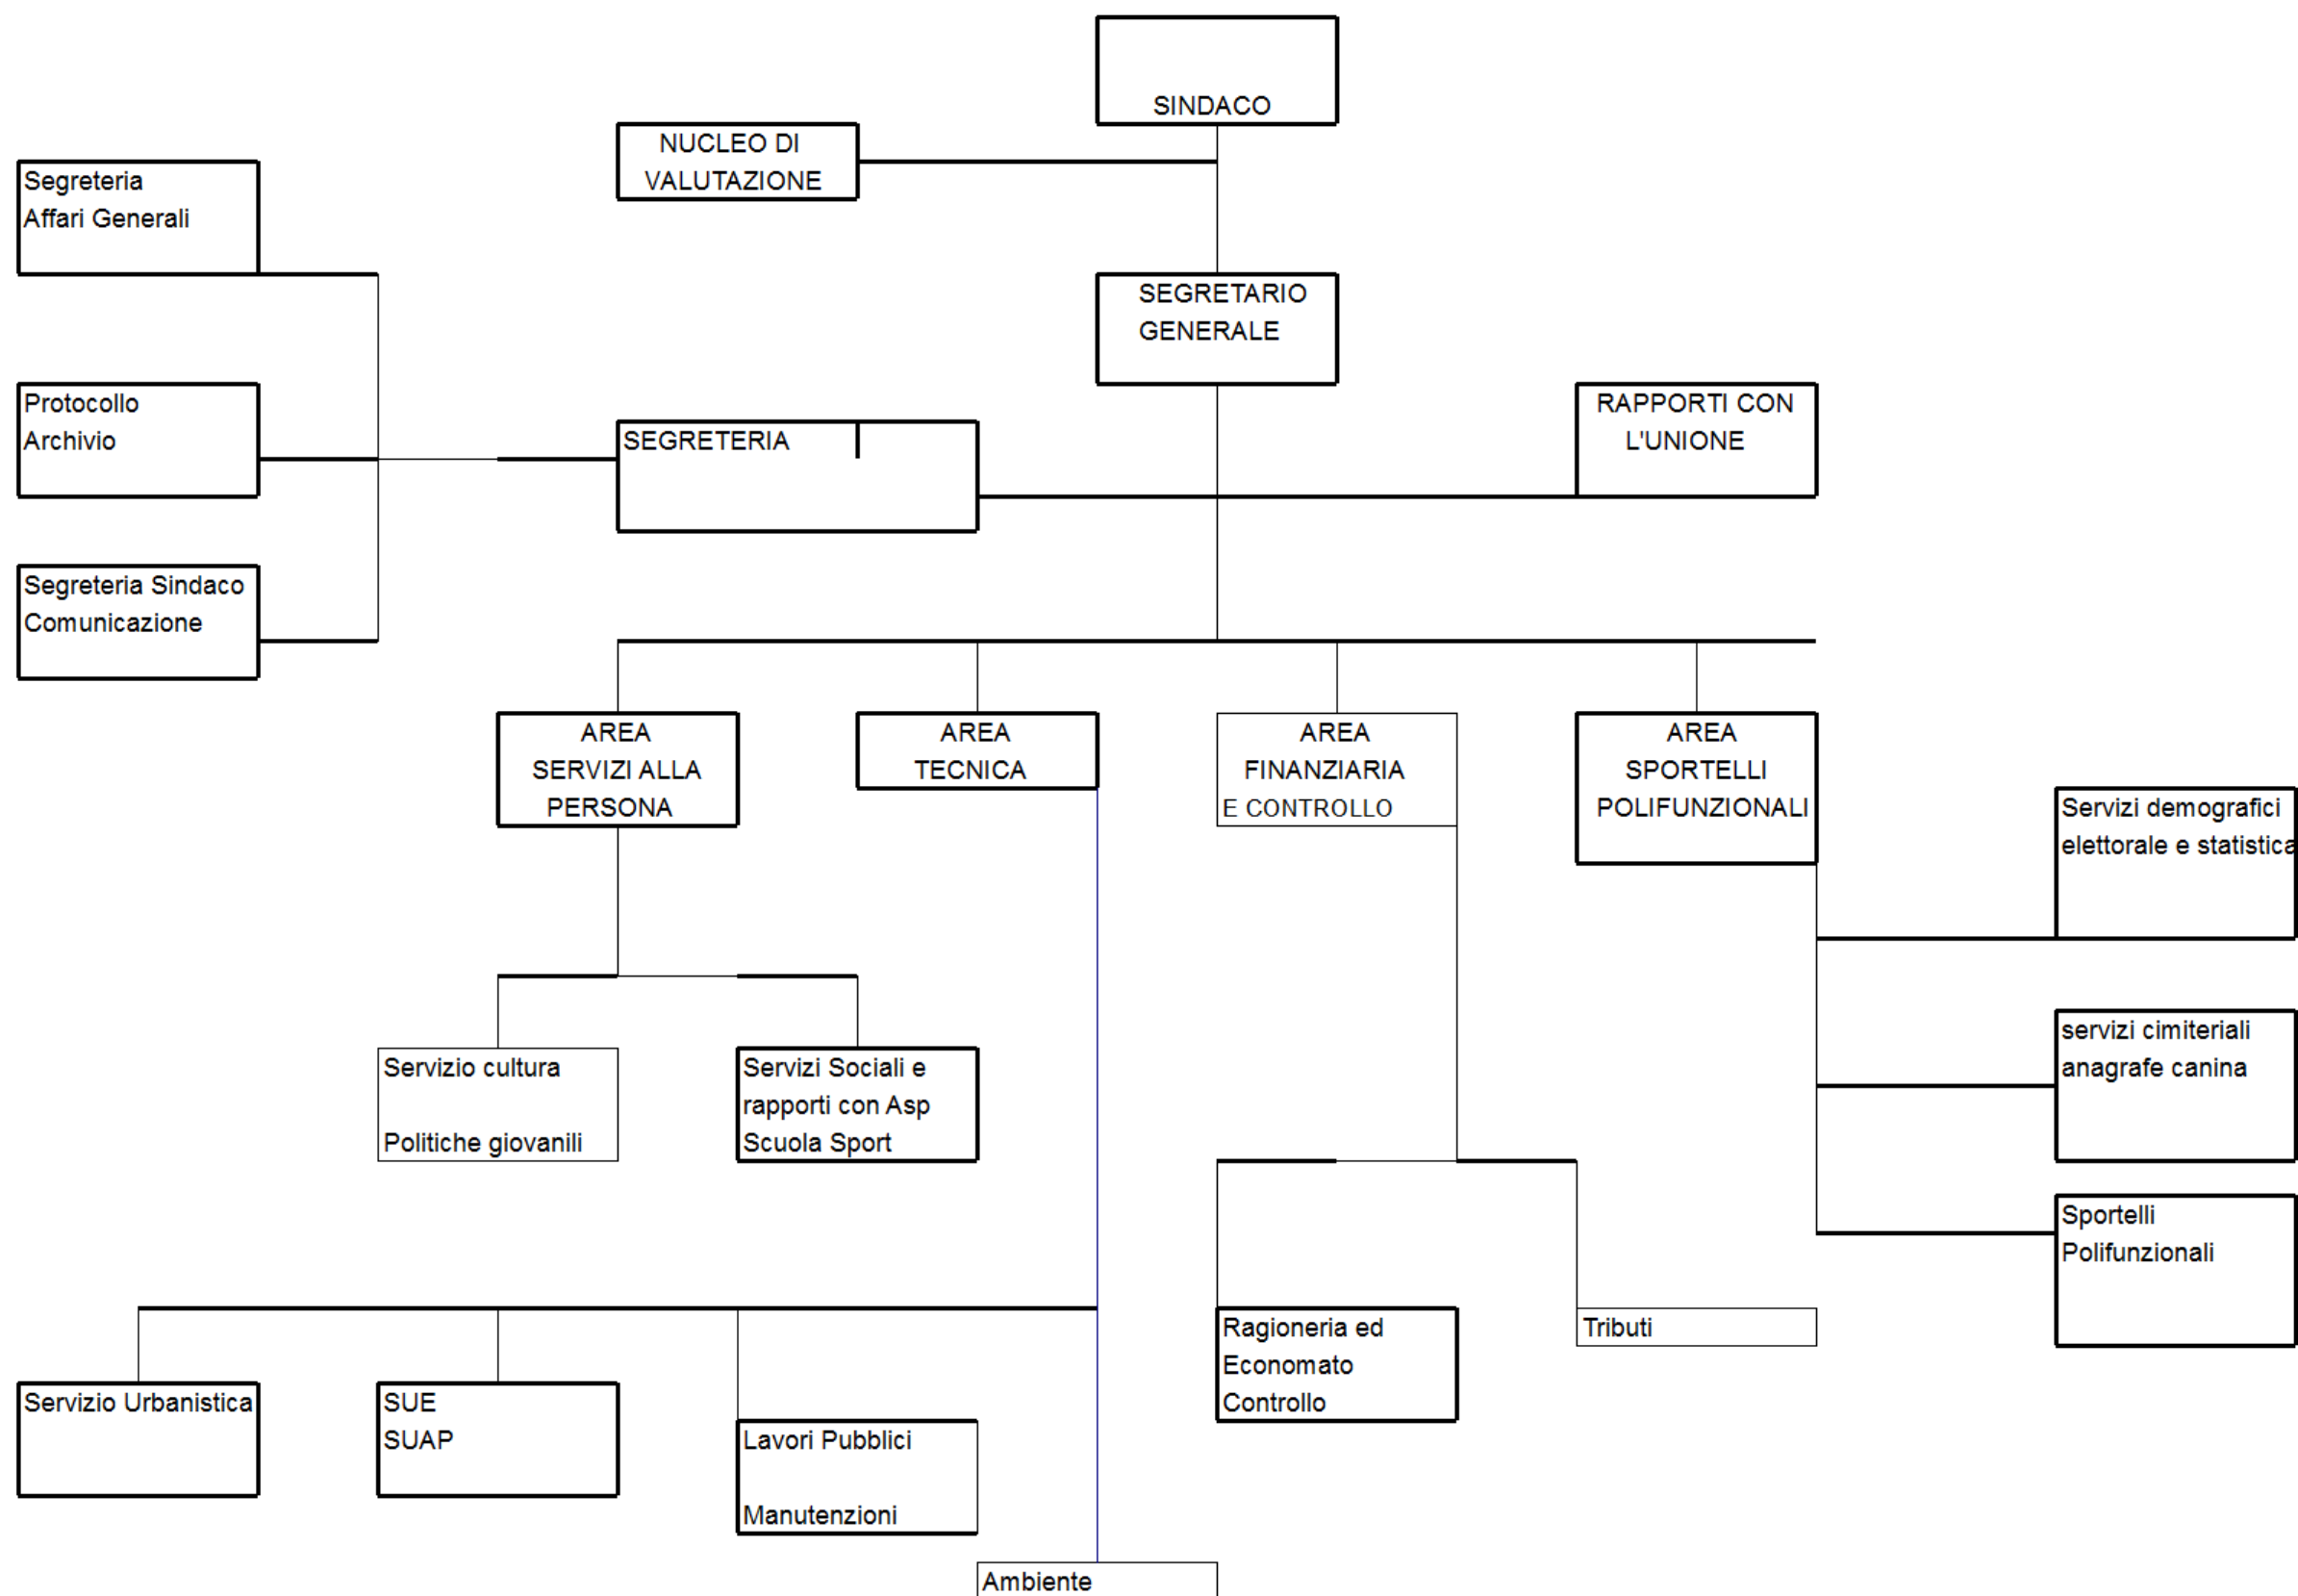 SINDACO
NUCLEO DI
VALUTAZIONE
Segreteria
Affari Generali
SEGRETARIO
GENERALE
Protocollo
Archivio
SEGRETERIA
RAPPORTI CON
L'UNIONE
Segreteria Sindaco
Comunicazione
AREA
SERVIZI ALLA
PERSONA
AREA
TECNICA
AREA
FINANZIARIA
E CONTROLLO
AREA
SPORTELLI
POLIFUNZIONALI
Servizi demografici
elettorale e statistica
servizi cimiteriali
anagrafe canina
Servizio cultura
Politiche giovanili
Servizi Sociali e
rapporti con Asp
Scuola Sport
Sportelli
Polifunzionali
Ragioneria ed
Economato
Controllo
Tributi
Servizio Urbanistica
SUE
SUAP
Lavori Pubblici
Manutenzioni
Ambiente